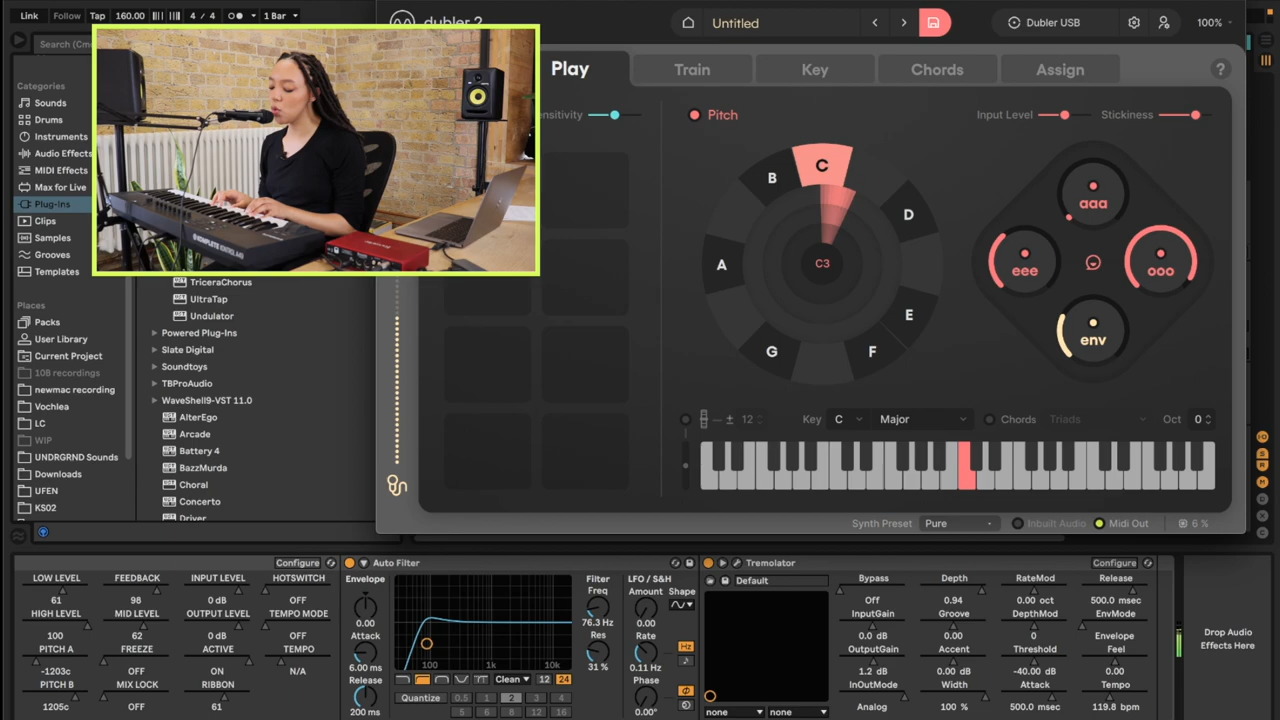 Link Follow Tap 160.00 4 / 4 1 Bar
dubler 2
Untitled
Dubler USB
100%
Search (Cmd
Play Train Key Chords Assign ?
Categories
Sounds
Drums
Instruments
Audio Effects
MIDI Effects
Max for Live
Plug-Ins
Clips
Samples
Grooves
Templates
Places
Packs
User Library
Current Project
108 recordings
newmac recording
Vochlea
LC
WIP
UNDRGRND Sounds
Downloads
UFEN
KS02
KOMPLETE KONTROL A49
TriceraChorus
UltraTap
Undulator
Powered Plug-Ins
Slate Digital
Soundtoys
TBProAudio
WaveShell9-VST 11.0
AlterEgo
Arcade
Battery 4
BazzMurda
Choral
Concerto
Driver
nsitivity
Pitch
Input Level Stickiness
C
B
D
A
E
G
F
C3
aaa
eee
ooo
env
± 12 Key C Major Chords Triads Oct 0
Synth Preset Pure Inbuilt Audio Midi Out 6 %
Configure
LOW LEVEL FEEDBACK INPUT LEVEL HOTSWITCH
61 98 0 dB OFF
HIGH LEVEL MID LEVEL OUTPUT LEVEL TEMPO MODE
100 62 0 dB OFF
PITCH A FREEZE ACTIVE TEMPO
-1203c OFF ON N/A
PITCH B MIX LOCK RIBBON
1205c OFF 61
Auto Filter
Envelope
0.00
Attack
6.00 ms
Release
200 ms
100 1k 10k
Clean 12 24
Quantize 0.5 1 2 3 4
5 6 8 12 16
Filter
Freq
76.3 Hz
Res
31 %
LFO / S&H
Amount Shape
0.00
Rate
Hz
0.11 Hz
Phase
0.00°
Tremolator
Configure
Default
none none
Bypass Depth RateMod Release
Off 0.94 0.00 oct 500.0 msec
InputGain Groove DepthMod EnvMode
0.0 dB 0.00 0 Envelope
OutputGain Accent Threshold Feel
1.2 dB 0.00 dB -40.00 dB 0.00
InOutMode Width Attack Tempo
Analog 100 % 500.0 msec 119.8 bpm
Drop Audio
Effects Here